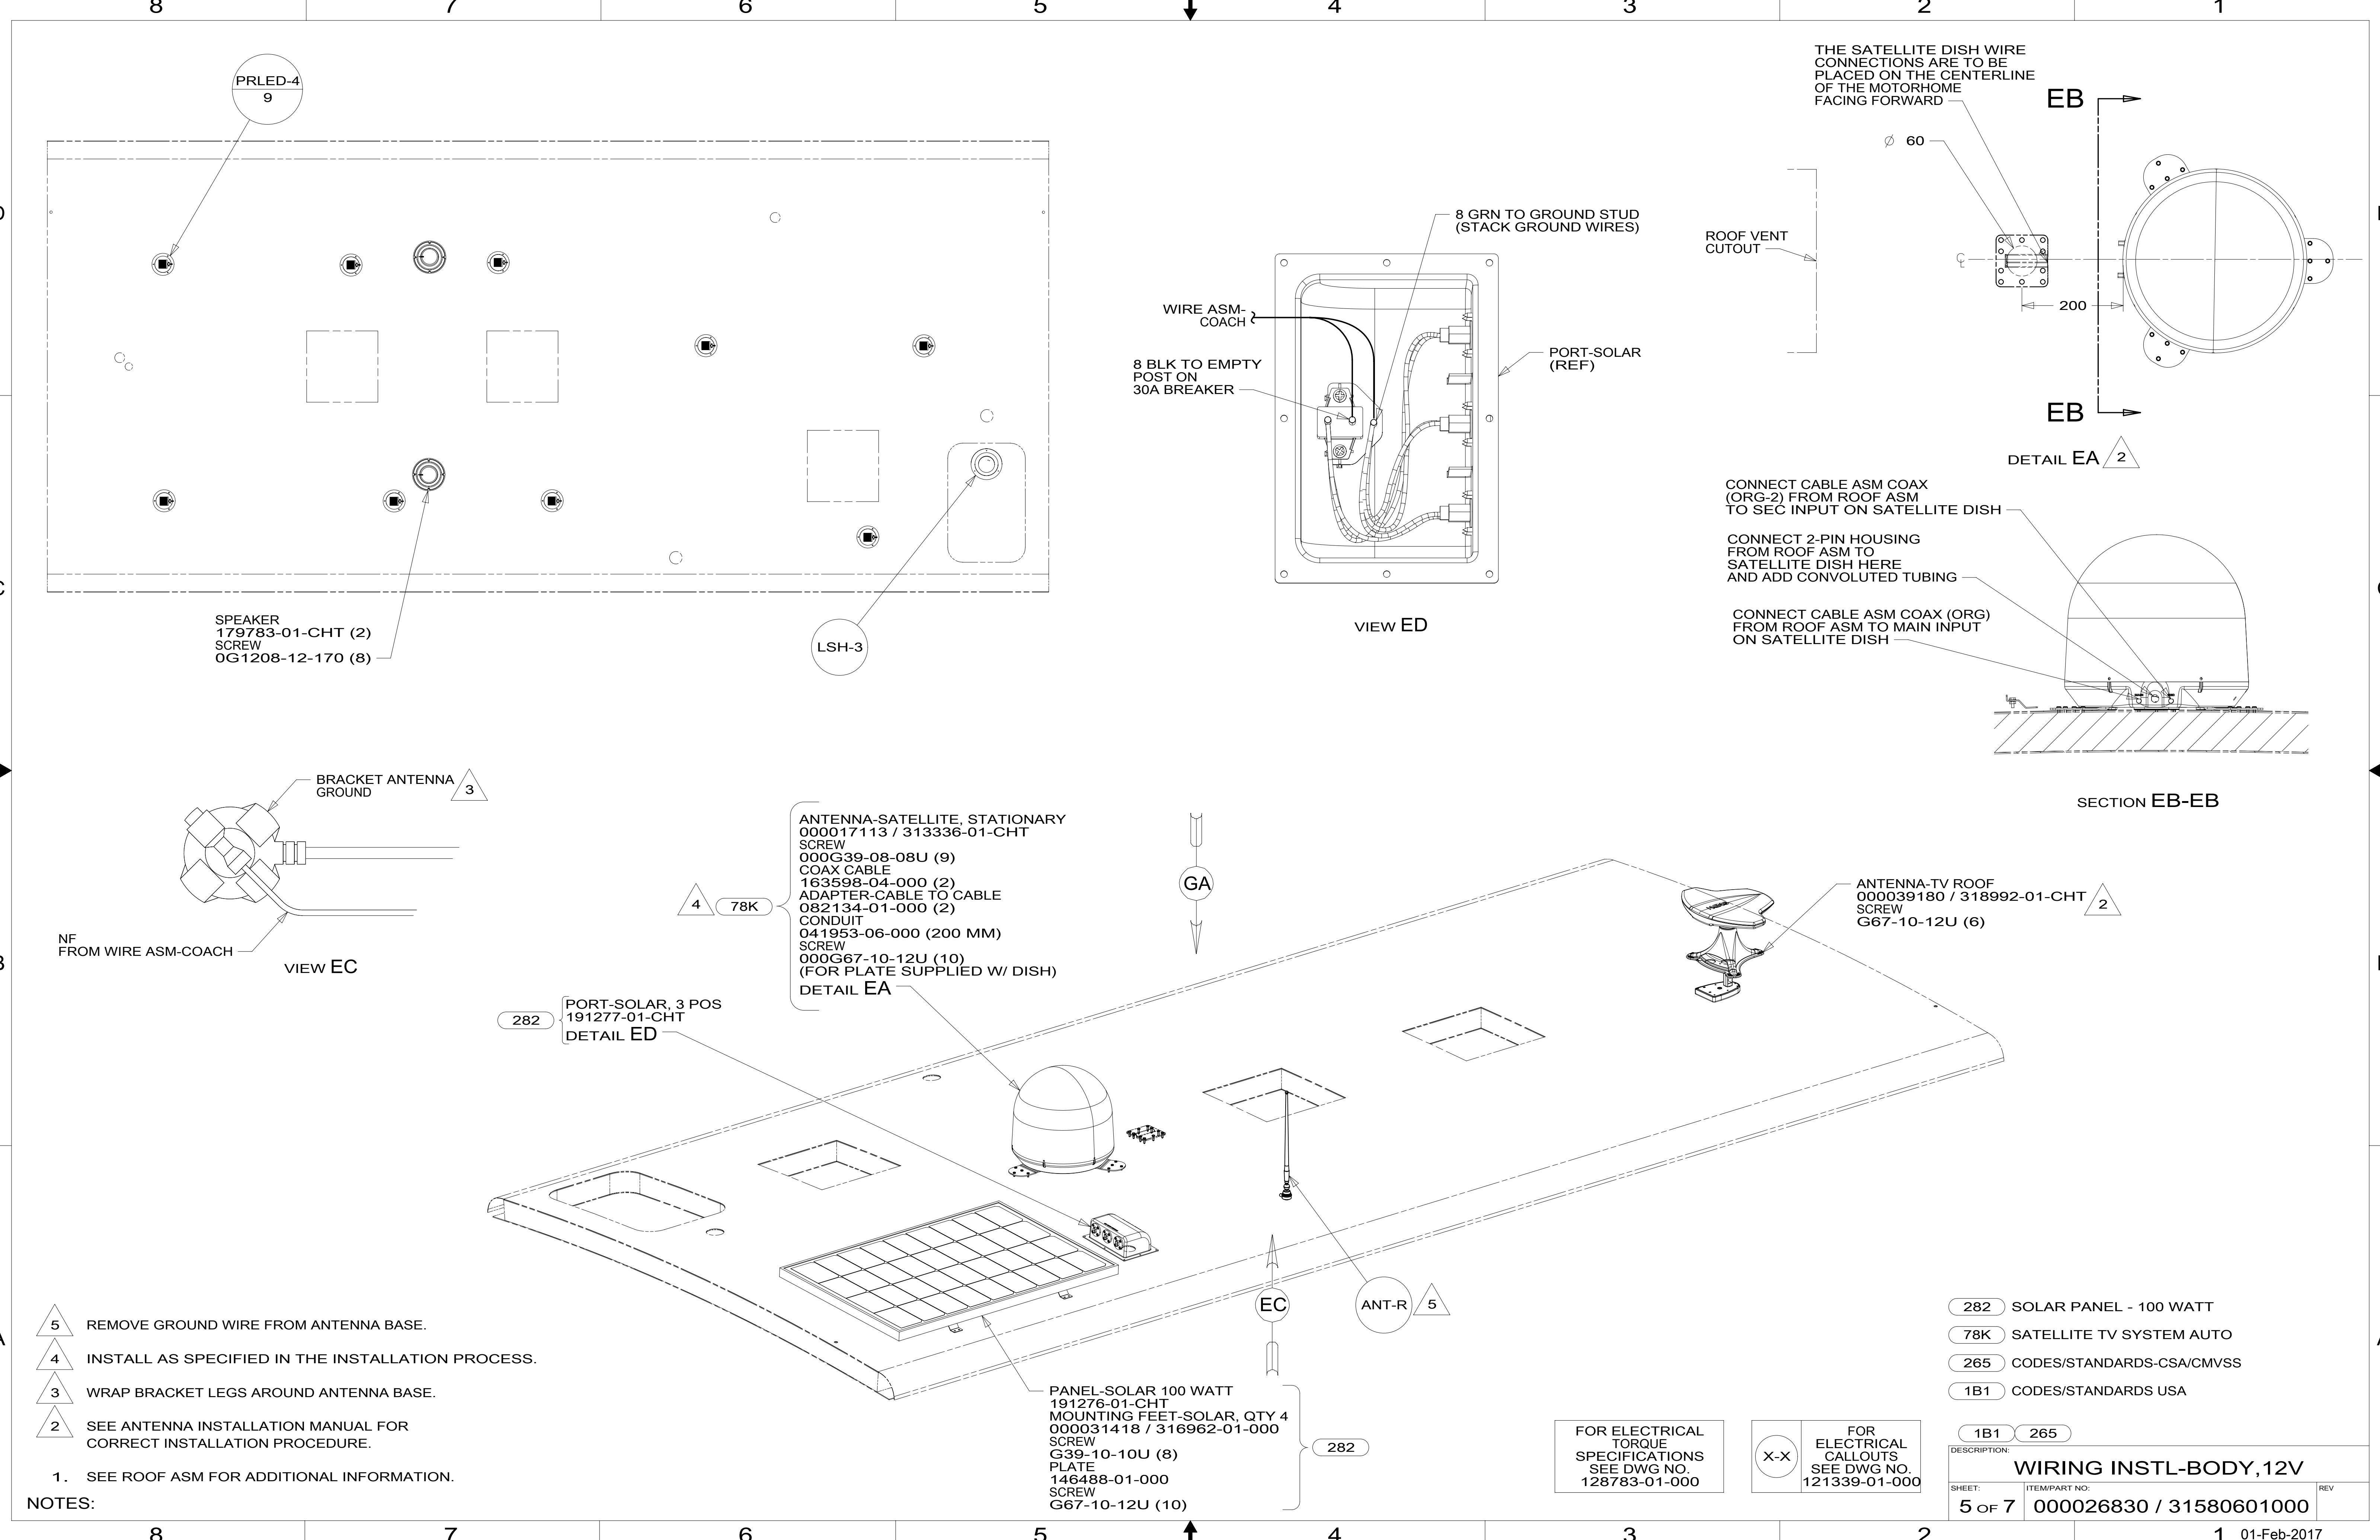 8 7 6 5 4 3 2 1
PRLED-4
9
SPEAKER
179783-01-CHT (2)
SCREW
0G1208-12-170 (8)
LSH-3
8 GRN TO GROUND STUD
(STACK GROUND WIRES)
WIRE ASM-
COACH
8 BLK TO EMPTY
POST ON
30A BREAKER
PORT-SOLAR
(REF)
VIEW ED
THE SATELLITE DISH WIRE
CONNECTIONS ARE TO BE
PLACED ON THE CENTERLINE
OF THE MOTORHOME
FACING FORWARD
EB
Ø 60
ROOF VENT
CUTOUT
CL
200
EB
DETAIL EA 2
CONNECT CABLE ASM COAX
(ORG-2) FROM ROOF ASM
TO SEC INPUT ON SATELLITE DISH
CONNECT 2-PIN HOUSING
FROM ROOF ASM TO
SATELLITE DISH HERE
AND ADD CONVOLUTED TUBING
CONNECT CABLE ASM COAX (ORG)
FROM ROOF ASM TO MAIN INPUT
ON SATELLITE DISH
SECTION EB-EB
BRACKET ANTENNA
GROUND
3
NF
FROM WIRE ASM-COACH
VIEW EC
4 78K
ANTENNA-SATELLITE, STATIONARY
000017113 / 313336-01-CHT
SCREW
000G39-08-08U (9)
COAX CABLE
163598-04-000 (2)
ADAPTER-CABLE TO CABLE
082134-01-000 (2)
CONDUIT
041953-06-000 (200 MM)
SCREW
000G67-10-12U (10)
(FOR PLATE SUPPLIED W/ DISH)
DETAIL EA
282
PORT-SOLAR, 3 POS
191277-01-CHT
DETAIL ED
GA
ANTENNA-TV ROOF
000039180 / 318992-01-CHT
SCREW
G67-10-12U (6)
2
EC
ANT-R 5
PANEL-SOLAR 100 WATT
191276-01-CHT
MOUNTING FEET-SOLAR, QTY 4
000031418 / 316962-01-000
SCREW
G39-10-10U (8)
PLATE
146488-01-000
SCREW
G67-10-12U (10)
282
5 REMOVE GROUND WIRE FROM ANTENNA BASE.
4 INSTALL AS SPECIFIED IN THE INSTALLATION PROCESS.
3 WRAP BRACKET LEGS AROUND ANTENNA BASE.
2 SEE ANTENNA INSTALLATION MANUAL FOR
CORRECT INSTALLATION PROCEDURE.
1. SEE ROOF ASM FOR ADDITIONAL INFORMATION.
NOTES:
FOR ELECTRICAL
TORQUE
SPECIFICATIONS
SEE DWG NO.
128783-01-000
X-X
FOR
ELECTRICAL
CALLOUTS
SEE DWG NO.
121339-01-000
282 SOLAR PANEL - 100 WATT
78K SATELLITE TV SYSTEM AUTO
265 CODES/STANDARDS-CSA/CMVSS
1B1 CODES/STANDARDS USA
1B1 265
DESCRIPTION:
WIRING INSTL-BODY,12V
SHEET: ITEM/PART NO: REV
5 OF 7 000026830 / 31580601000
8 7 6 5 4 3 2 1
01-Feb-2017